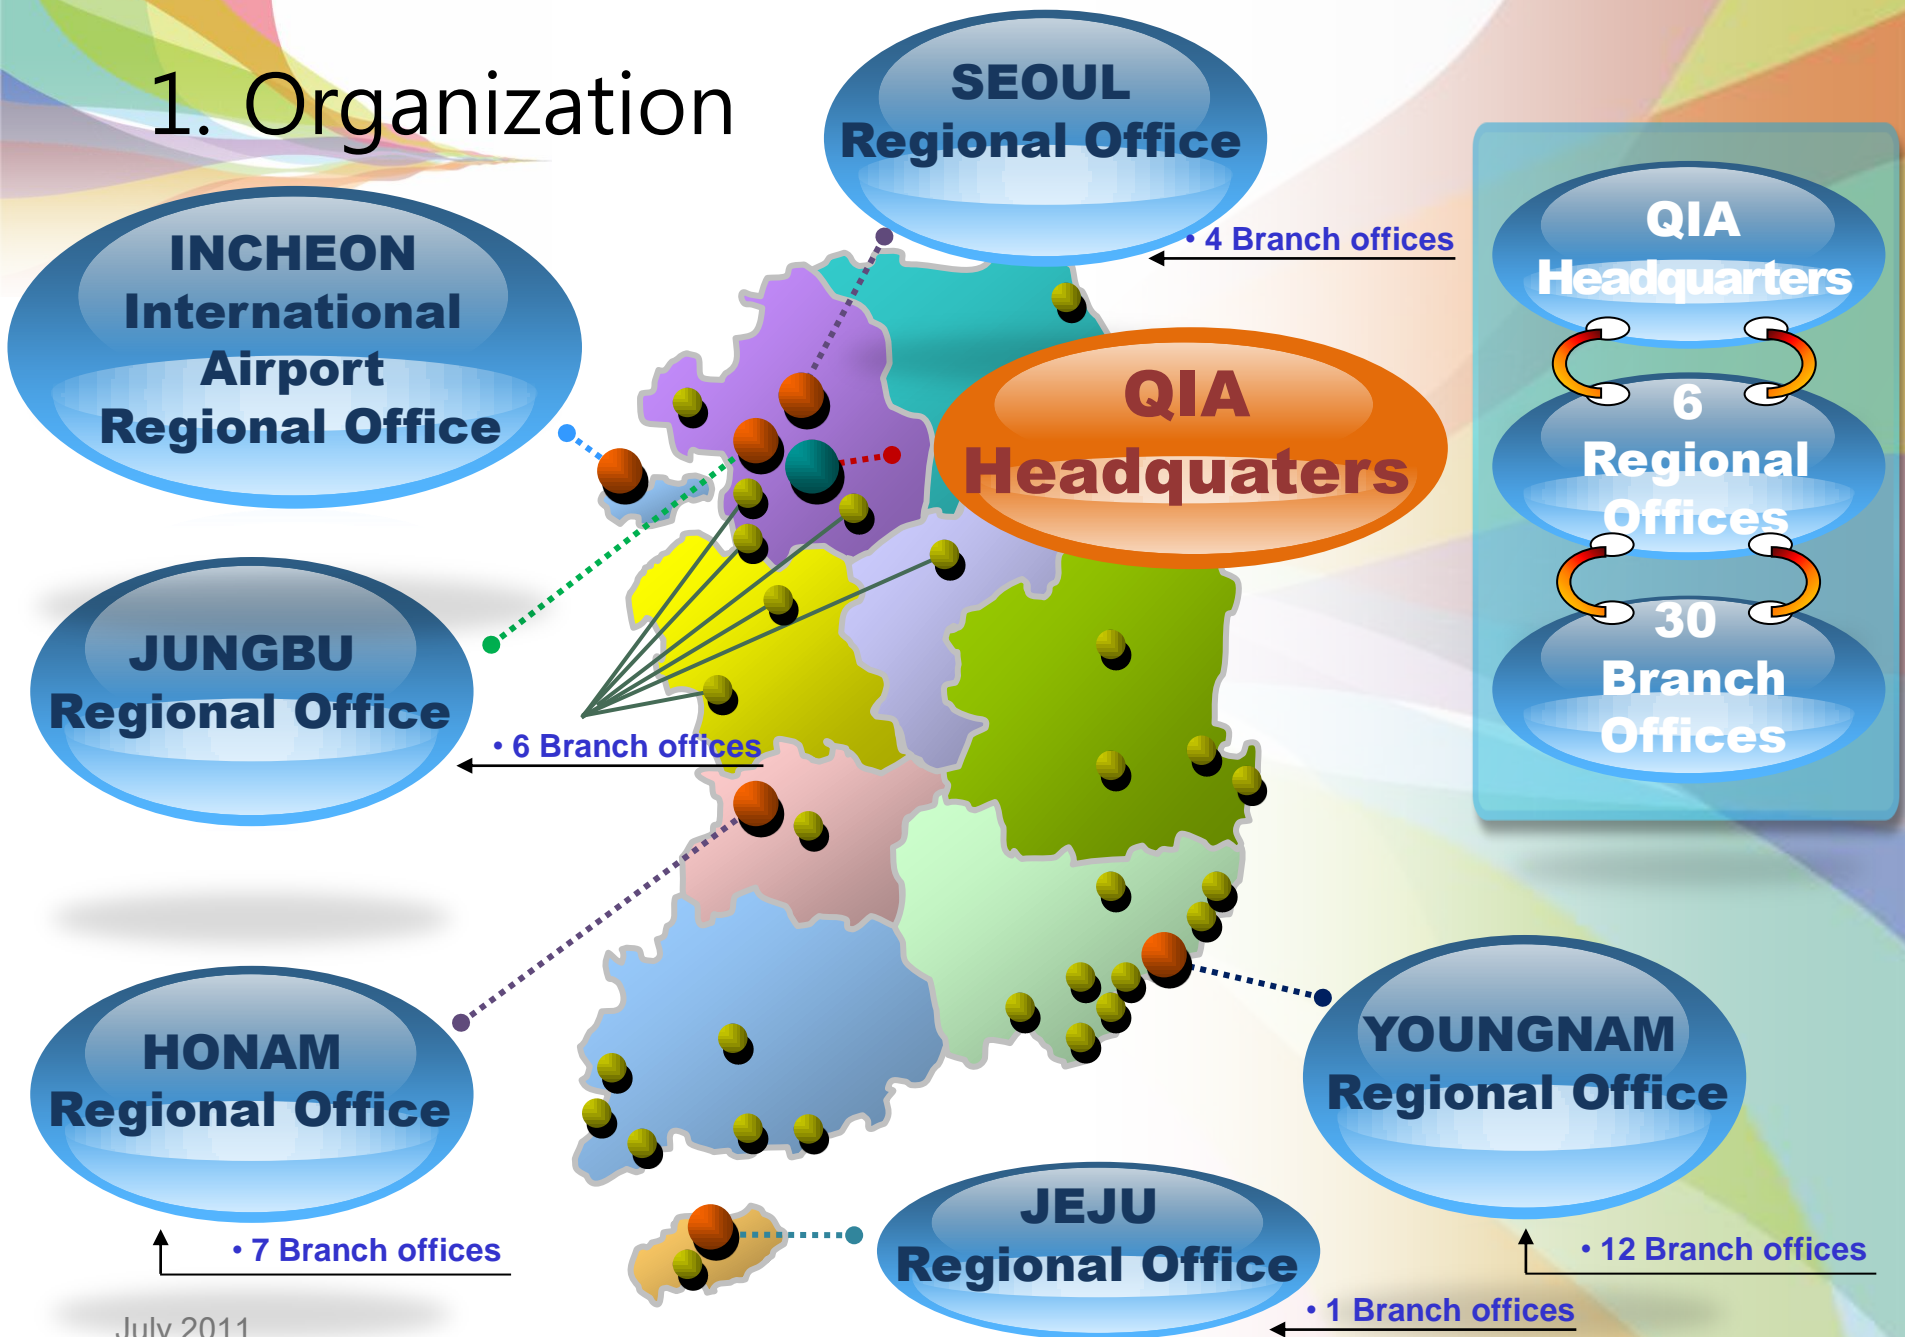 1. Organization
SEOUL
Regional Office
• 4 Branch offices
INCHEON
International
Airport
Regional Office
QIA
Headquaters
QIA
Headquarters
6
Regional
Offices
30
Branch
Offices
JUNGBU
Regional Office
• 6 Branch offices
HONAM
Regional Office
• 7 Branch offices
YOUNGNAM
Regional Office
• 12 Branch offices
JEJU
Regional Office
• 1 Branch offices
July 2011